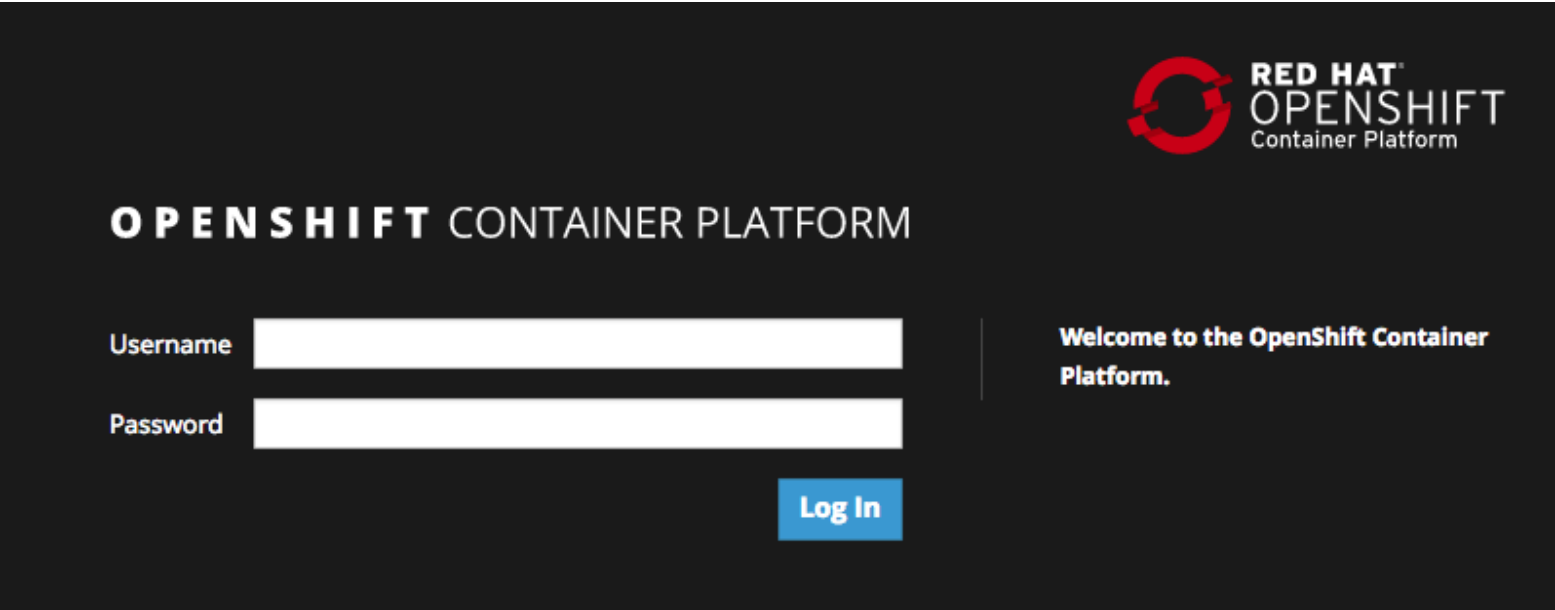 RED HAT
OPENSHIFT
Container Platform
OPENSHIFT CONTAINER PLATFORM
Username
Password
Log In
Welcome to the OpenShift Container
Platform.